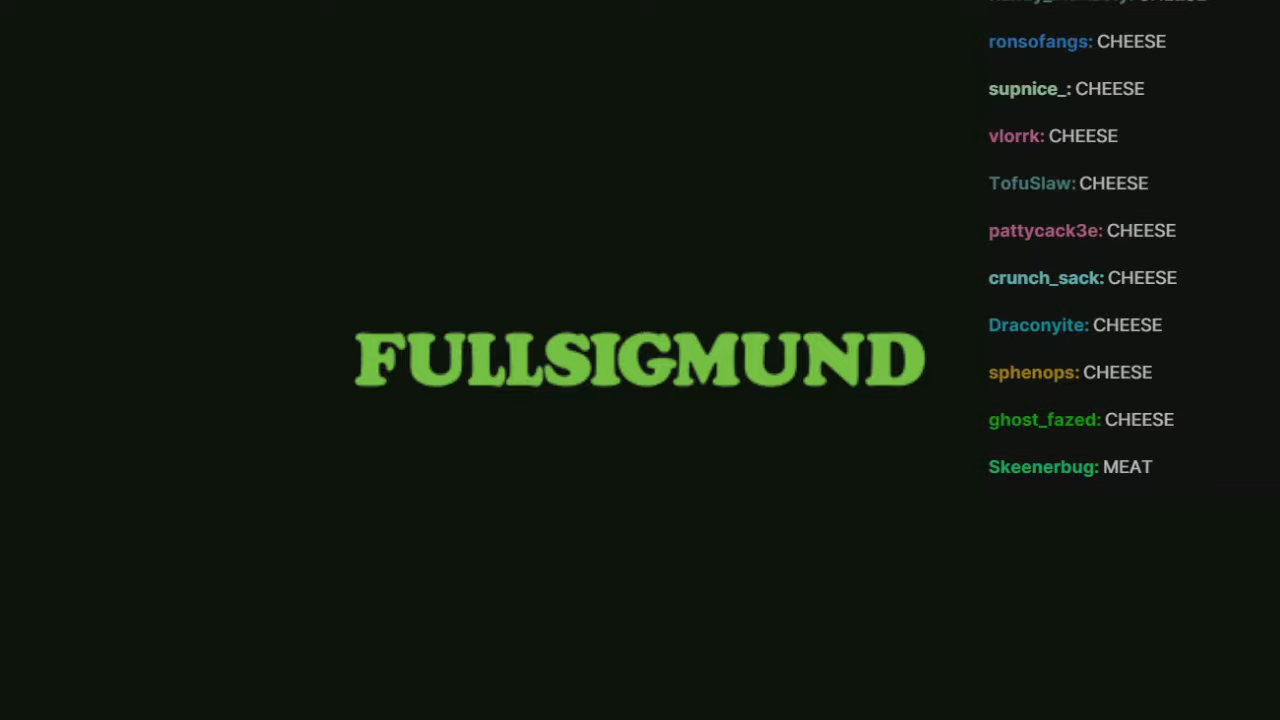 ronsofangs: CHEESE
supnice_: CHEESE
vlorrk: CHEESE
TofuSlaw: CHEESE
pattycack3e: CHEESE
crunch_sack: CHEESE
Draconyite: CHEESE
FULLSIGMUND
sphenops: CHEESE
ghost_fazed: CHEESE
Skeenerbug: MEAT